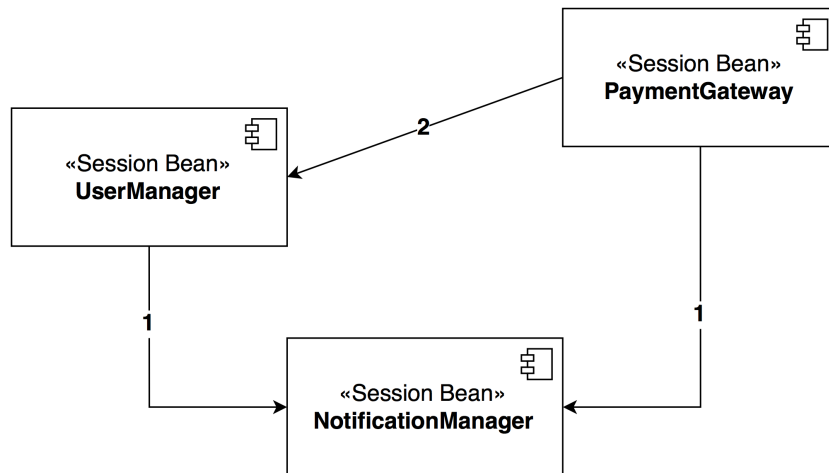 «Session Bean»
PaymentGateway
2
«Session Bean»
UserManager
1
1
«Session Bean»
NotificationManager